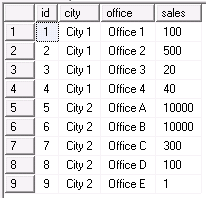 id city office sales
1 1 City 1 Office 1 100
2 2 City 1 Office 2 500
3 3 City 1 Office 3 20
4 4 City 1 Office 4 40
5 5 City 2 Office A 10000
6 6 City 2 Office B 10000
7 7 City 2 Office C 300
8 8 City 2 Office D 100
9 9 City 2 Office E 1